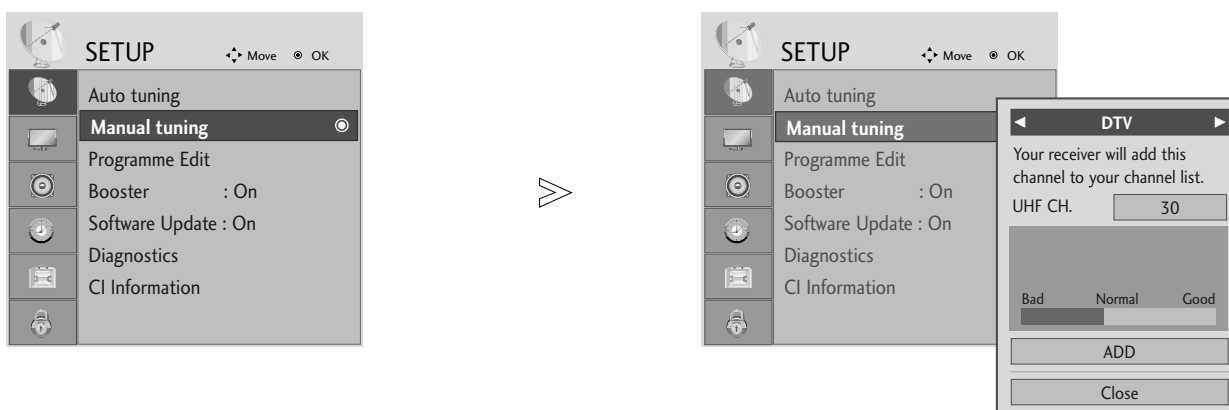 SETUP Move OK
Auto tuning
Manual tuning
Programme Edit
Booster : On
Software Update : On
Diagnostics
CI Information
SETUP Move OK
Auto tuning
Manual tuning
Programme Edit
Booster : On
Software Update : On
Diagnostics
CI Information
◄ DTV ►
Your receiver will add this
channel to your channel list.
UHF CH. 30
Bad Normal Good
ADD
Close